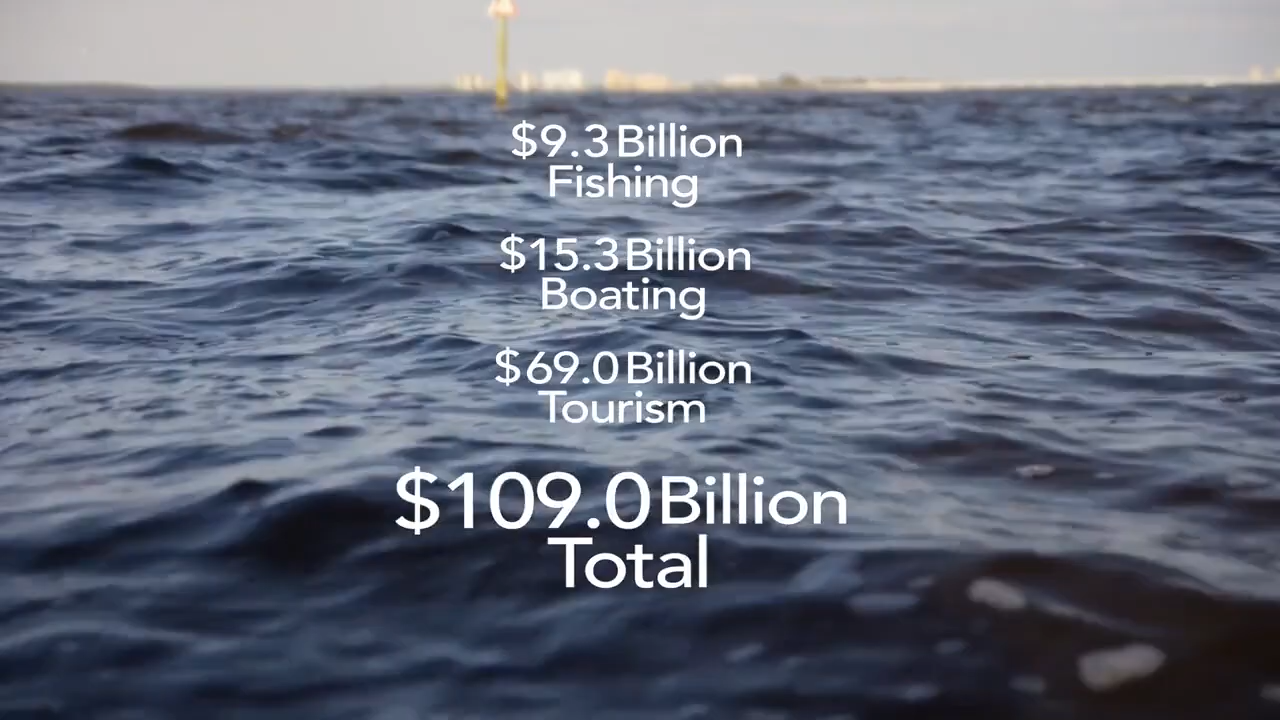 $9.3 Billion
Fishing
$15.3 Billion
Boating
$69.0 Billion
Tourism
$109.0 Billion
Total